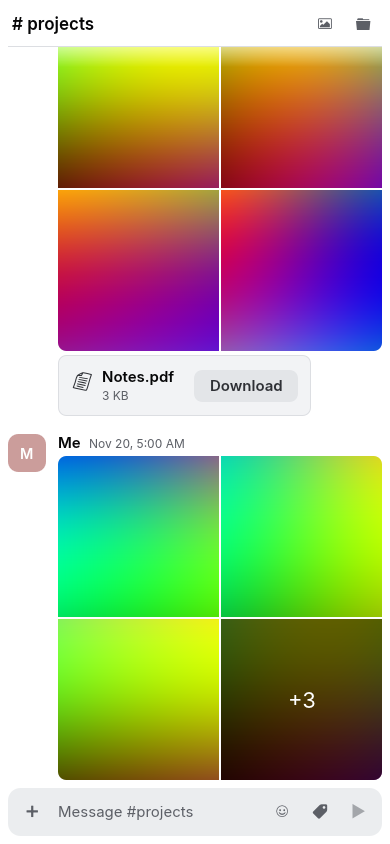 # projects
Notes.pdf
3 KB
Download
M
Me Nov 20, 5:00 AM
+3
Message #projects